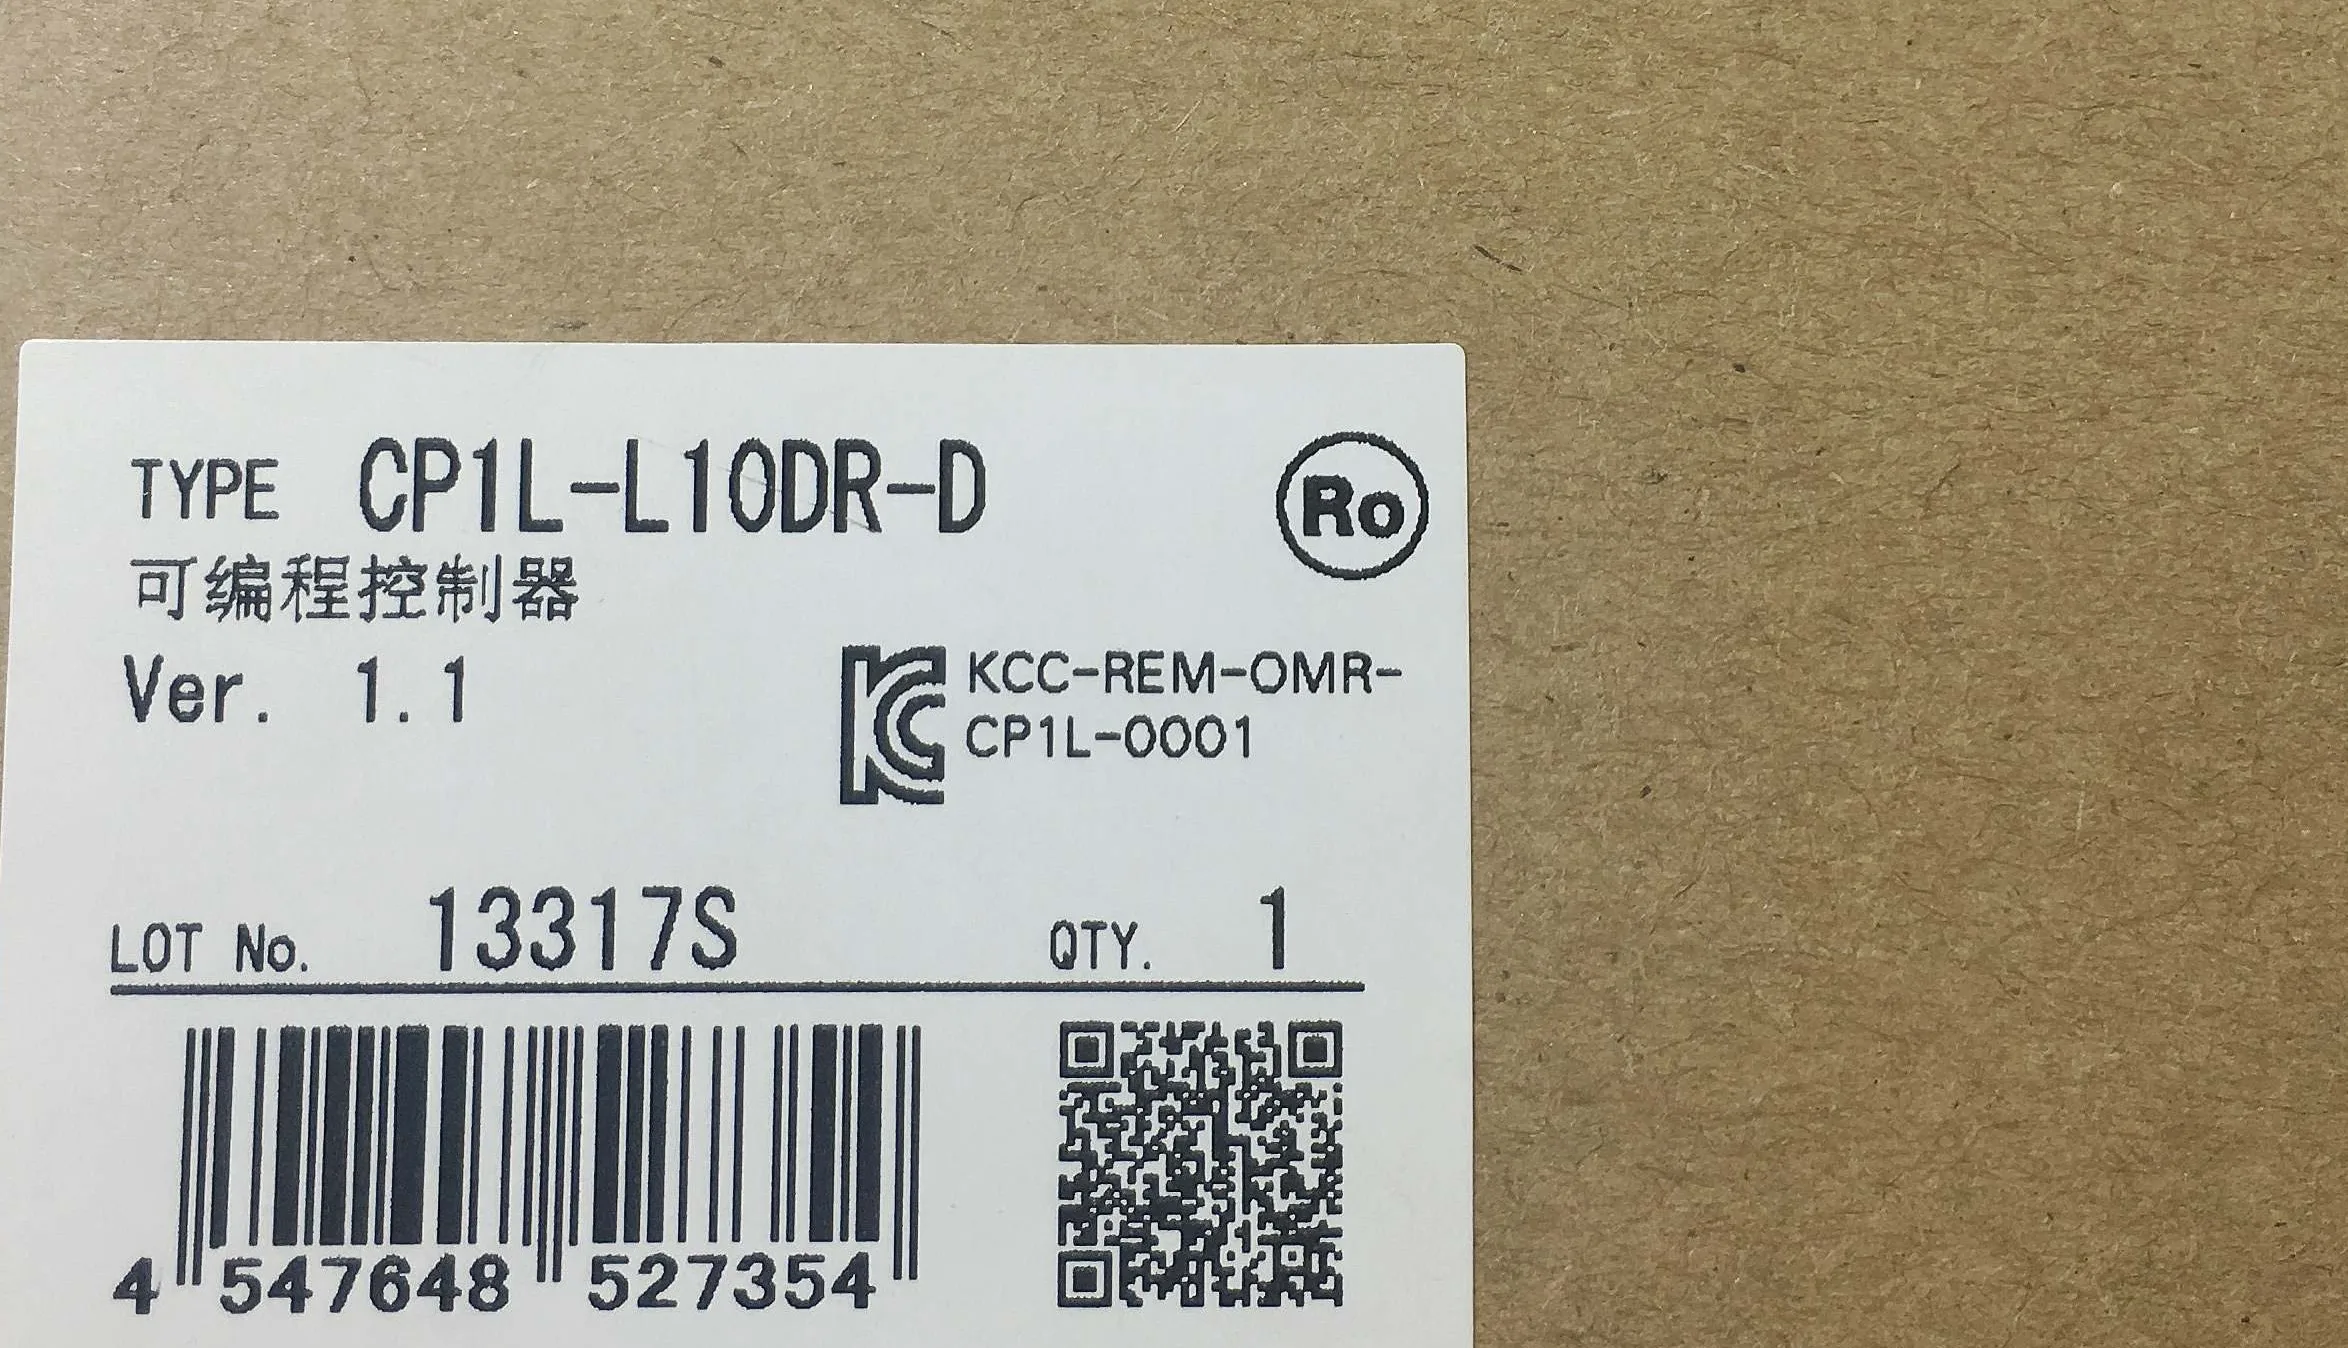 TYPE CP1L-L10DR-D
Ro
可编程控制器
Ver. 1.1
KCC-REM-OMR-
CP1L-0001
LOT No. 13317S QTY. 1
4 547648 527354